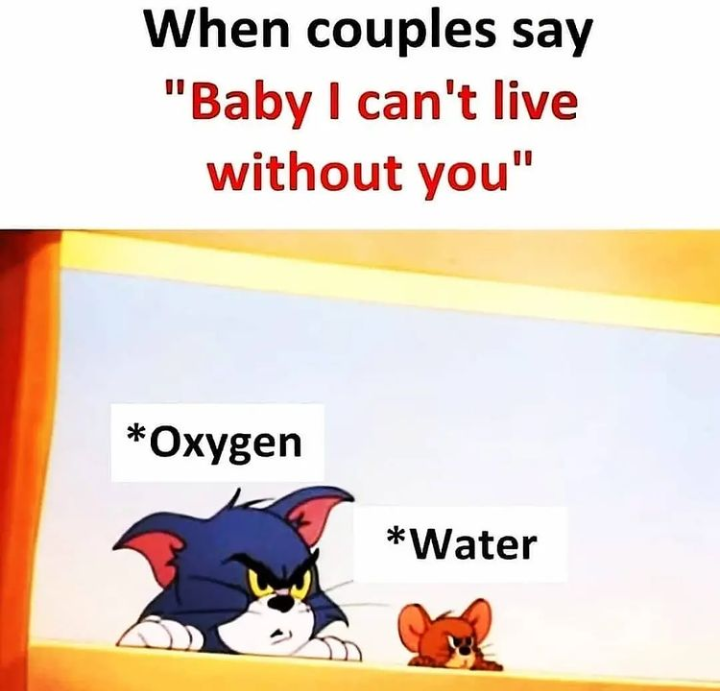 When couples say
"Baby I can't live
without you"
*Oxygen
*Water